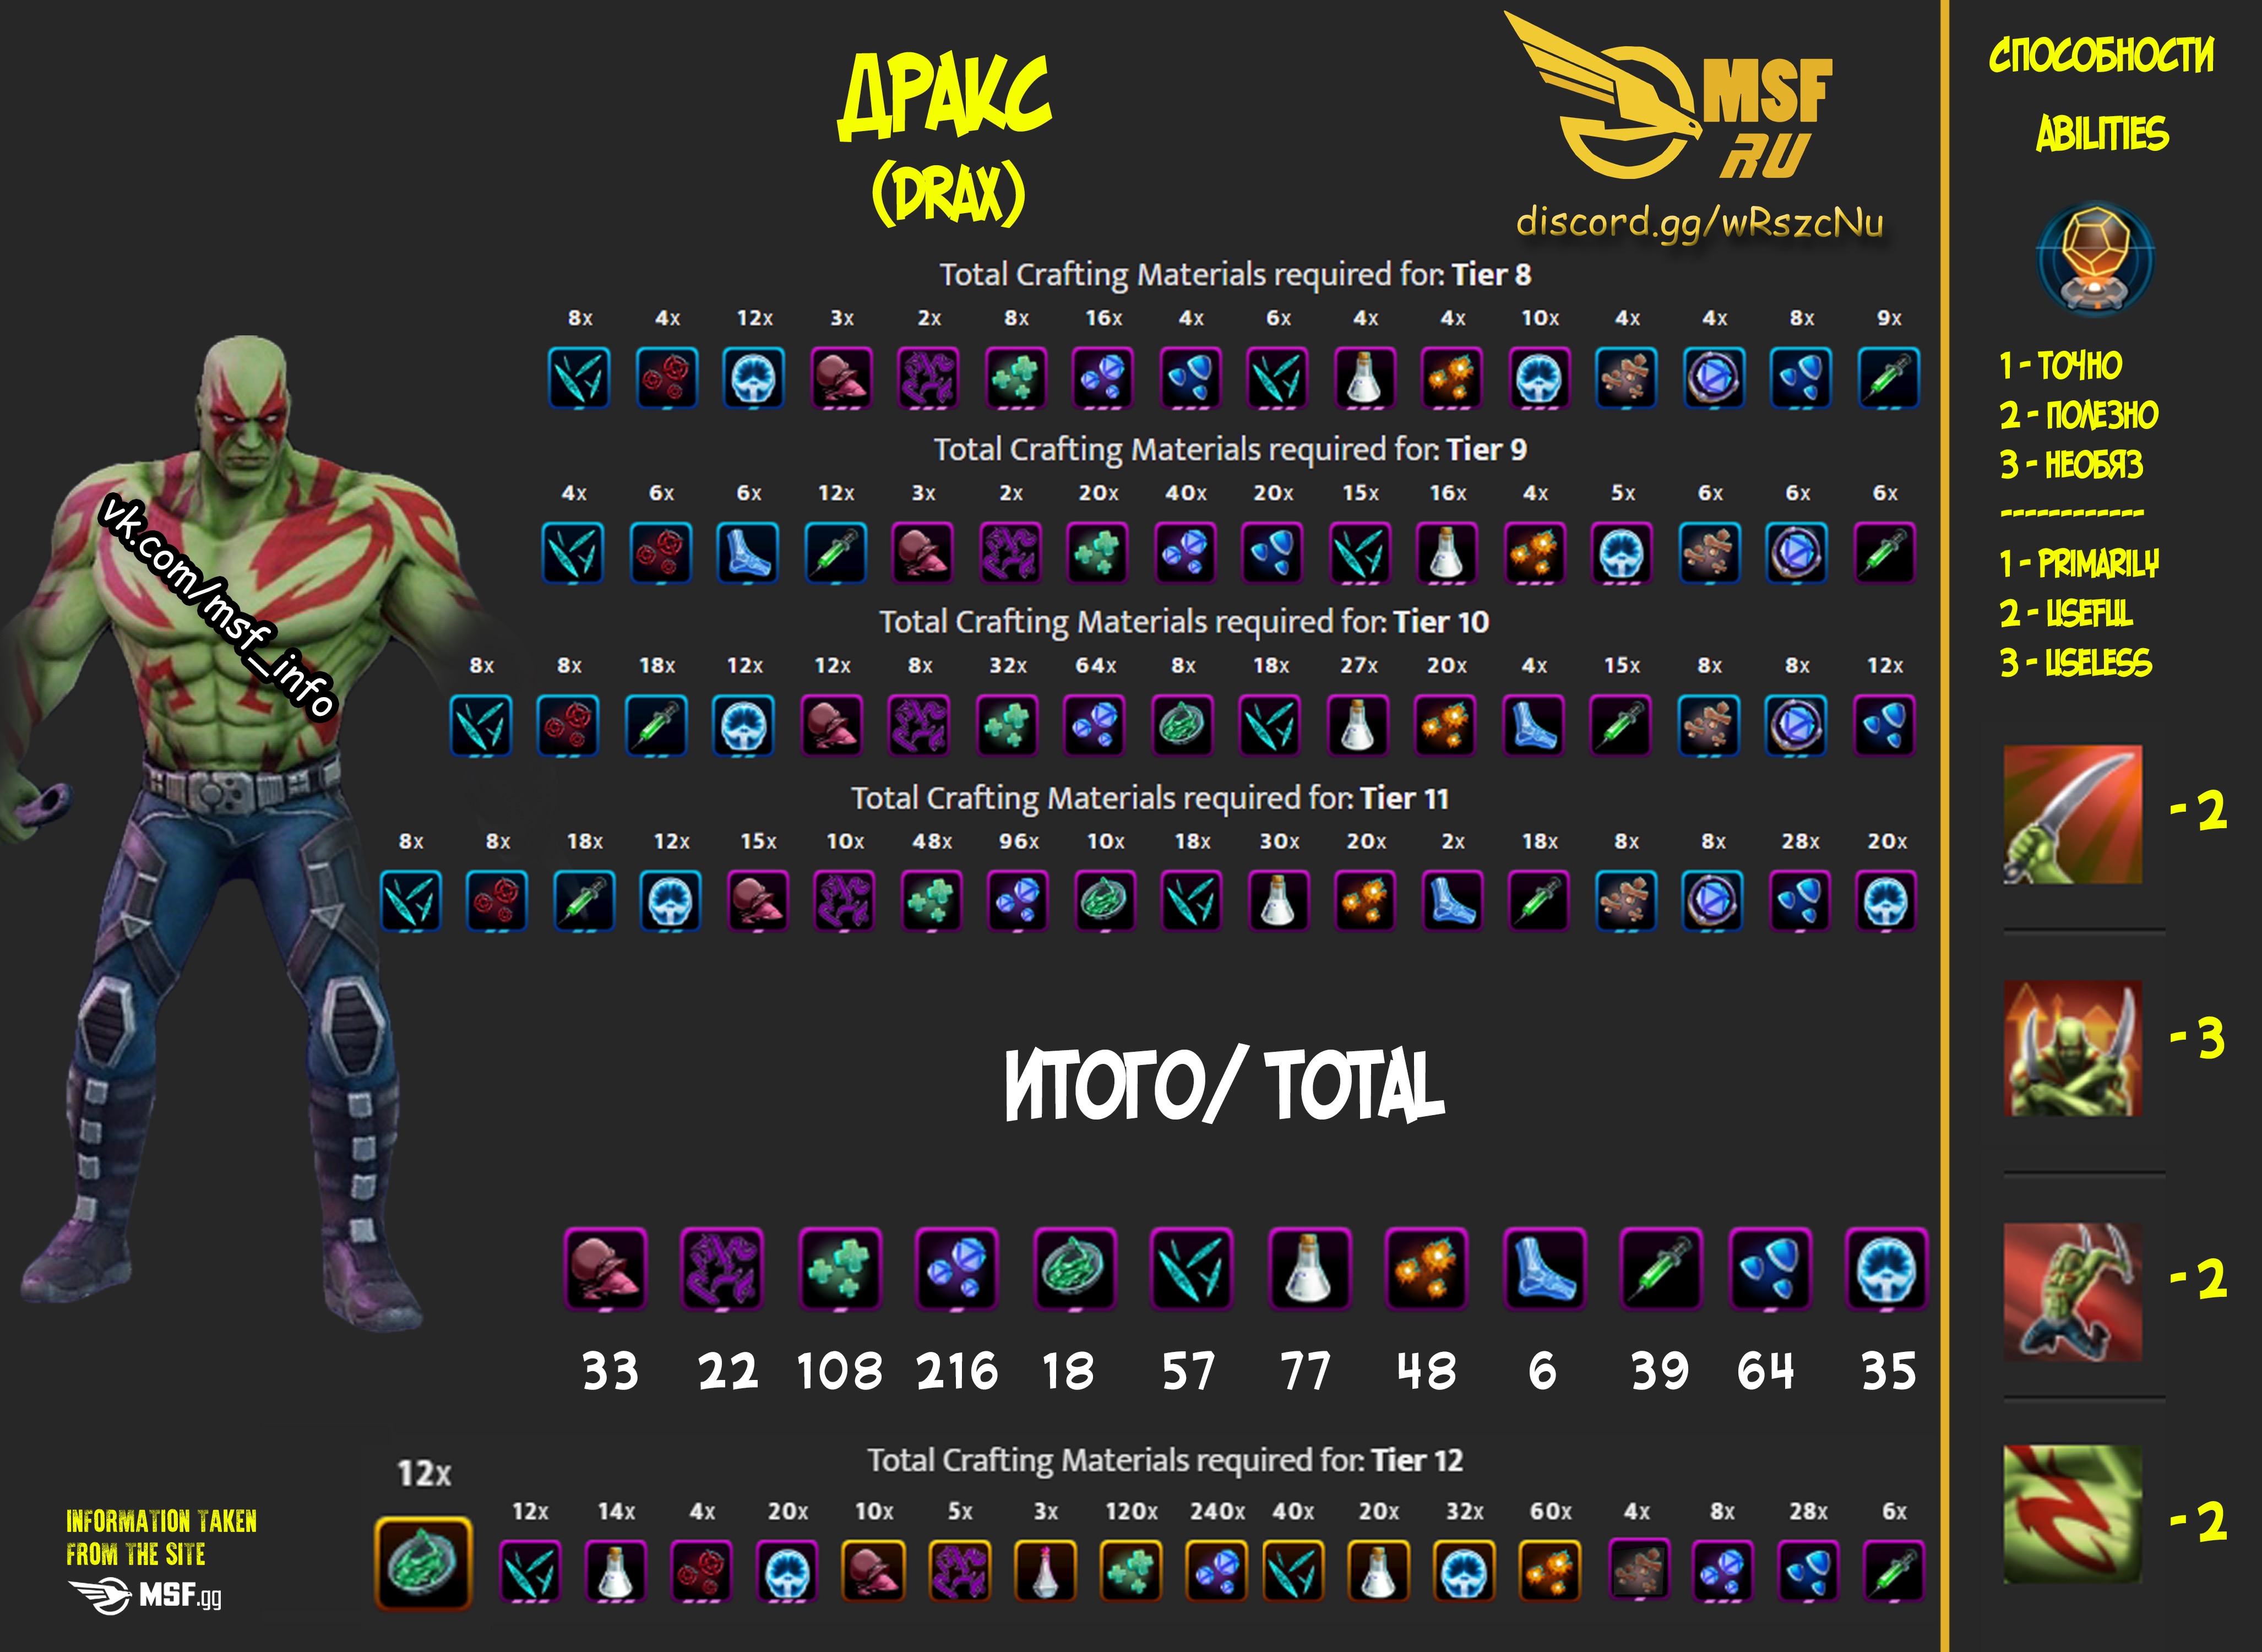 ДРАКС
(DRAX)
MSF
RU
discord.gg/wRszcNu
Total Crafting Materials required for: Tier 8
8x 4x 12x 3x 2x 8x 16x 4x 6x 4x 4x 10x 4x 4x 8x 9x
Total Crafting Materials required for: Tier 9
4x 6x 6x 12x 3x 2x 20x 40x 20x 15x 16x 4x 5x 6x 6x 6x
Total Crafting Materials required for: Tier 10
8x 8x 18x 12x 12x 8x 32x 64x 8x 18x 27x 20x 4x 15x 8x 8x 12x
Total Crafting Materials required for: Tier 11
8x 8x 18x 12x 15x 10x 48x 96x 10x 18x 30x 20x 2x 18x 8x 8x 28x 20x
vk.com/msf_info
ИТОГО/ TOTAL
33 22 108 216 18 57 77 48 6 39 64 35
Total Crafting Materials required for: Tier 12
12x 12x 14x 4x 20x 10x 5x 3x 120x 240x 40x 20x 32x 60x 4x 8x 28x 6x
INFORMATION TAKEN
FROM THE SITE
MSF.gg
СПОСОБНОСТИ
ABILITIES
1 - ТОЧНО
2 - ПОЛЕЗНО
3 - НЕОБЯЗ
------------
1 - PRIMARILY
2 - USEFUL
3 - USELESS
- 2
- 3
- 2
- 2